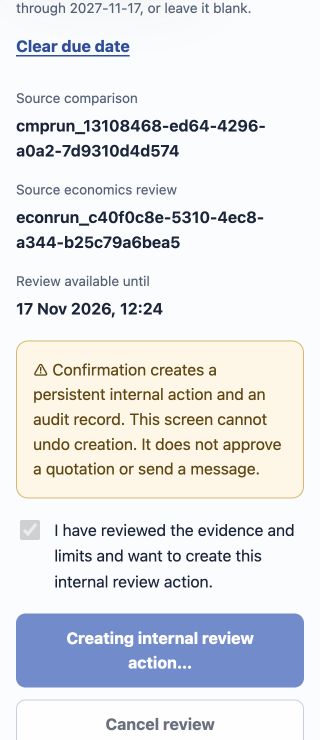 through 2027-11-17, or leave it blank.
Clear due date
Source comparison
cmprun_13108468-ed64-4296-
a0a2-7d9310d4d574
Source economics review
econrun_c40f0c8e-5310-4ec8-
a344-b25c79a6bea5
Review available until
17 Nov 2026, 12:24
⚠ Confirmation creates a
persistent internal action and an
audit record. This screen cannot
undo creation. It does not approve
a quotation or send a message.
I have reviewed the evidence and
limits and want to create this
internal review action.
Creating internal review
action...
Cancel review